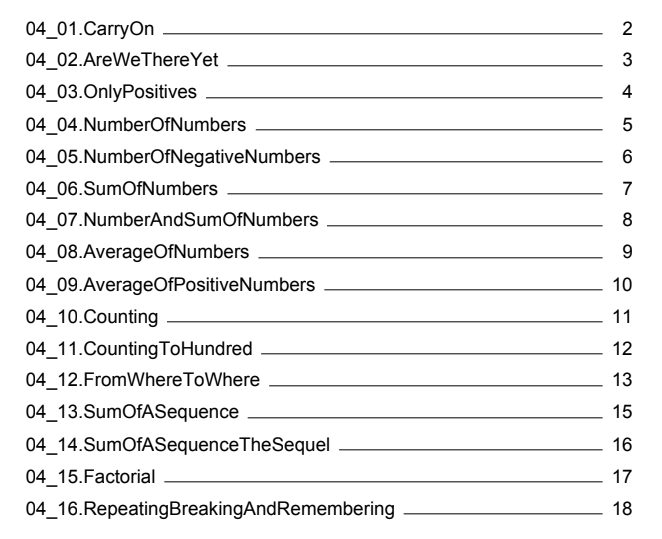 04_01.CarryOn 2
04_02.AreWeThereYet 3
04_03.OnlyPositives 4
04_04.NumberOfNumbers 5
04_05.NumberOfNegativeNumbers 6
04_06.SumOfNumbers 7
04_07.NumberAndSumOfNumbers 8
04_08.AverageOfNumbers 9
04_09.AverageOfPositiveNumbers 10
04_10.Counting 11
04_11.CountingToHundred 12
04_12.FromWhereToWhere 13
04_13.SumOfASequence 15
04_14.SumOfASequenceTheSequel 16
04_15.Factorial 17
04_16.RepeatingBreakingAndRemembering 18